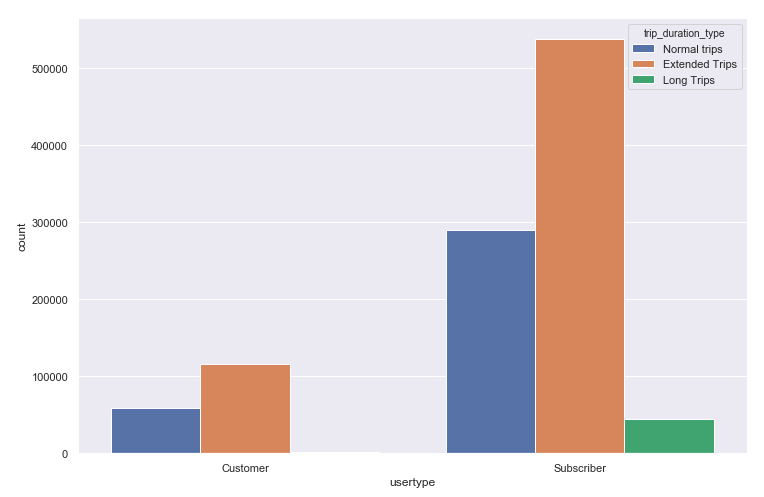 trip_duration_type
Normal trips
Extended Trips
Long Trips
500000
400000
300000
200000
100000
0
count
Customer
Subscriber
usertype